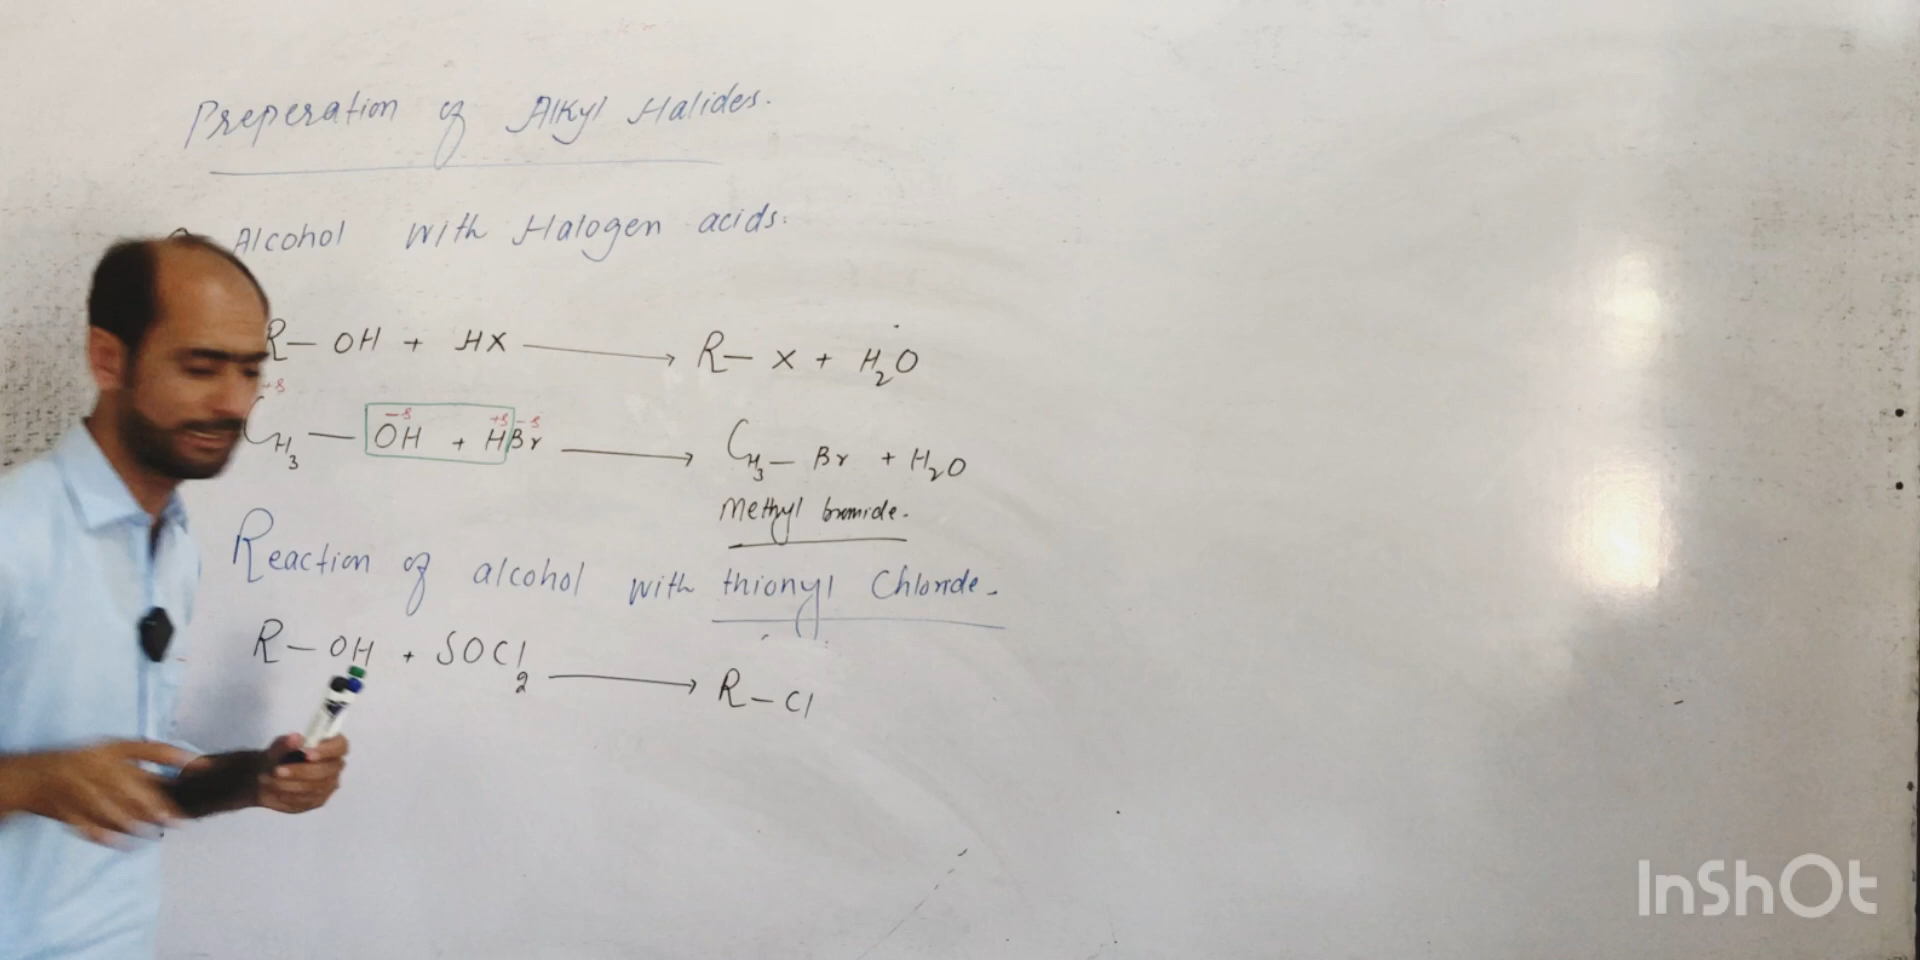 Preperation of Alkyl Halides.
Alcohol with Halogen acids.
R — OH + HX ⟶ R — X + H₂O
+δ −δ +δ −δ
CH₃ — OH + HBr ⟶ CH₃ — Br + H₂O
Methyl bromide.
Reaction of alcohol with thionyl Chloride.
R — OH + SOCl₂ ⟶ R — Cl
InShOt